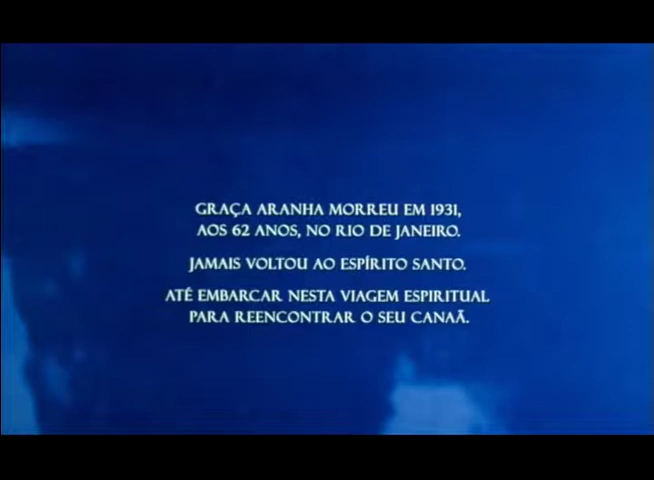 GRAÇA ARANHA MORREU EM 1931,
AOS 62 ANOS, NO RIO DE JANEIRO.
JAMAIS VOLTOU AO ESPÍRITO SANTO.
ATÉ EMBARCAR NESTA VIAGEM ESPIRITUAL
PARA REENCONTRAR O SEU CANAÃ.